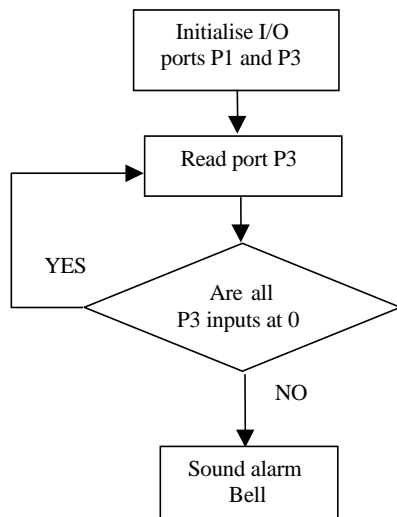 Initialise I/O
ports P1 and P3
Read port P3
YES
Are all
P3 inputs at 0
NO
Sound alarm
Bell